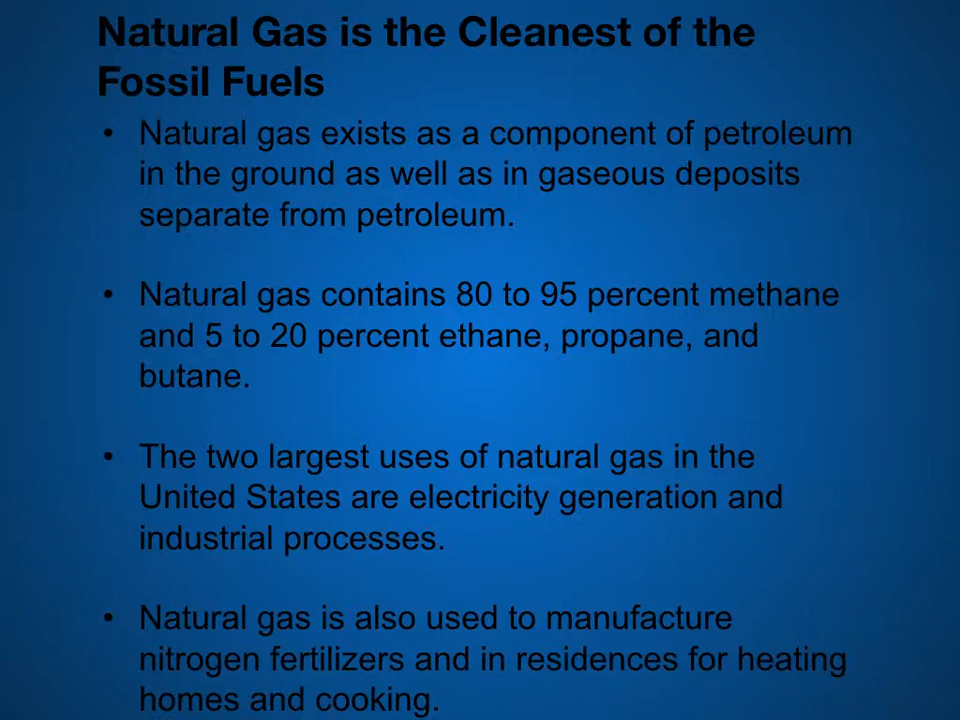 Natural Gas is the Cleanest of the
Fossil Fuels
• Natural gas exists as a component of petroleum
in the ground as well as in gaseous deposits
separate from petroleum.
• Natural gas contains 80 to 95 percent methane
and 5 to 20 percent ethane, propane, and
butane.
• The two largest uses of natural gas in the
United States are electricity generation and
industrial processes.
• Natural gas is also used to manufacture
nitrogen fertilizers and in residences for heating
homes and cooking.